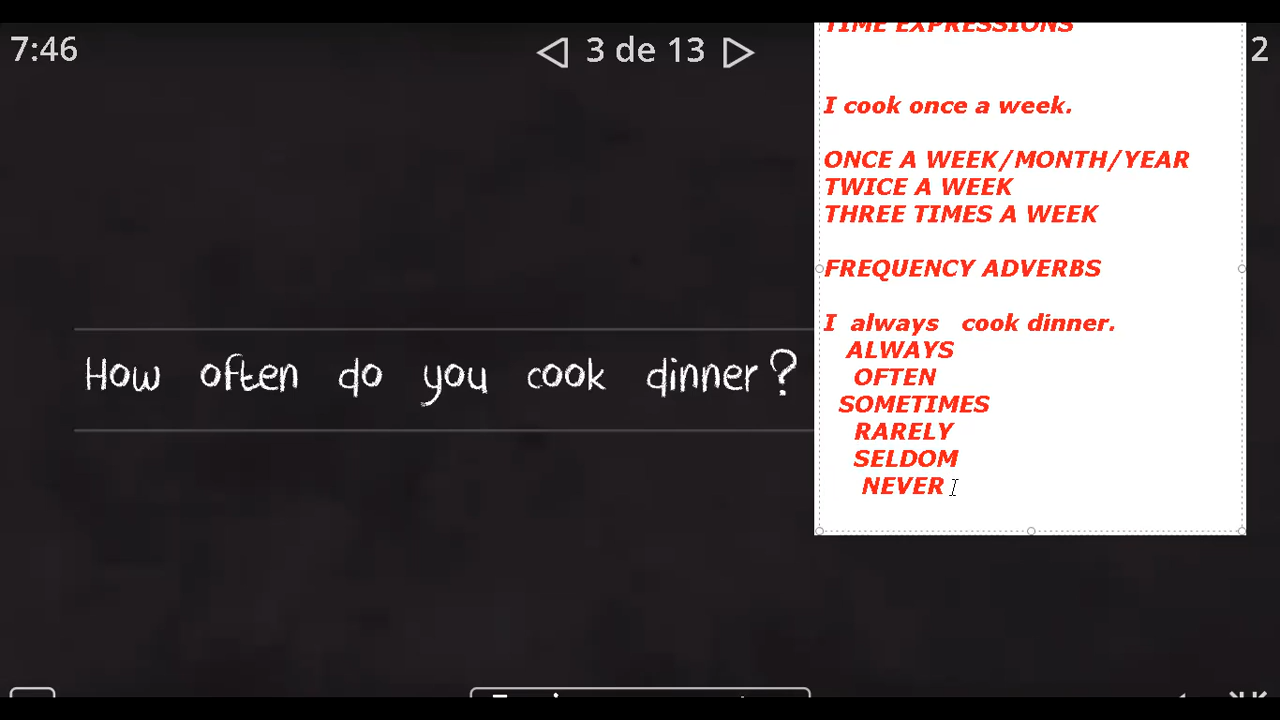 7:46
3 de 13
2
TIME EXPRESSIONS
I cook once a week.
ONCE A WEEK/MONTH/YEAR
TWICE A WEEK
THREE TIMES A WEEK
FREQUENCY ADVERBS
I always cook dinner.
ALWAYS
OFTEN
SOMETIMES
RARELY
SELDOM
NEVER
How often do you cook dinner?